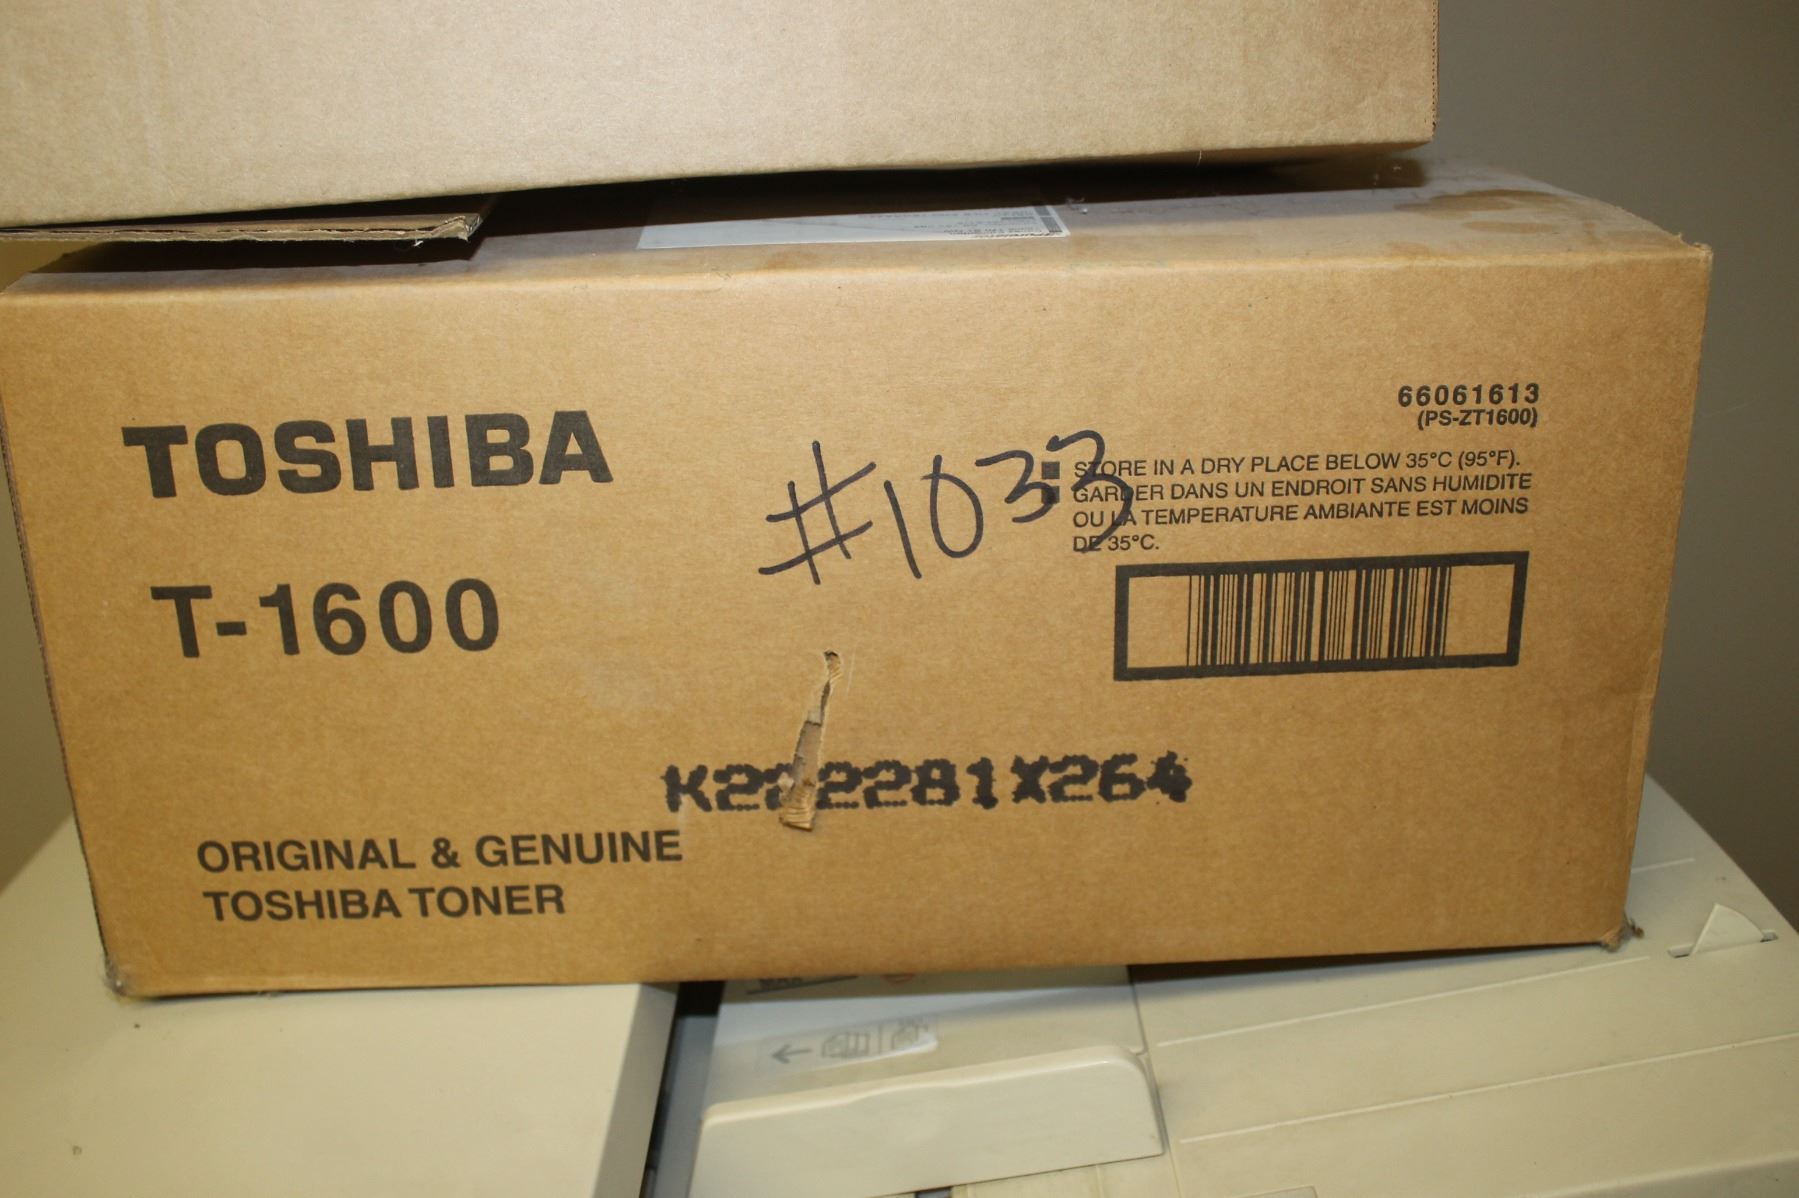 TOSHIBA
T-1600
#1033
66061613
(PS-ZT1600)
STORE IN A DRY PLACE BELOW 35°C (95°F).
GARDER DANS UN ENDROIT SANS HUMIDITE
OU LA TEMPERATURE AMBIANTE EST MOINS
DE 35°C.
K222281X264
ORIGINAL & GENUINE
TOSHIBA TONER